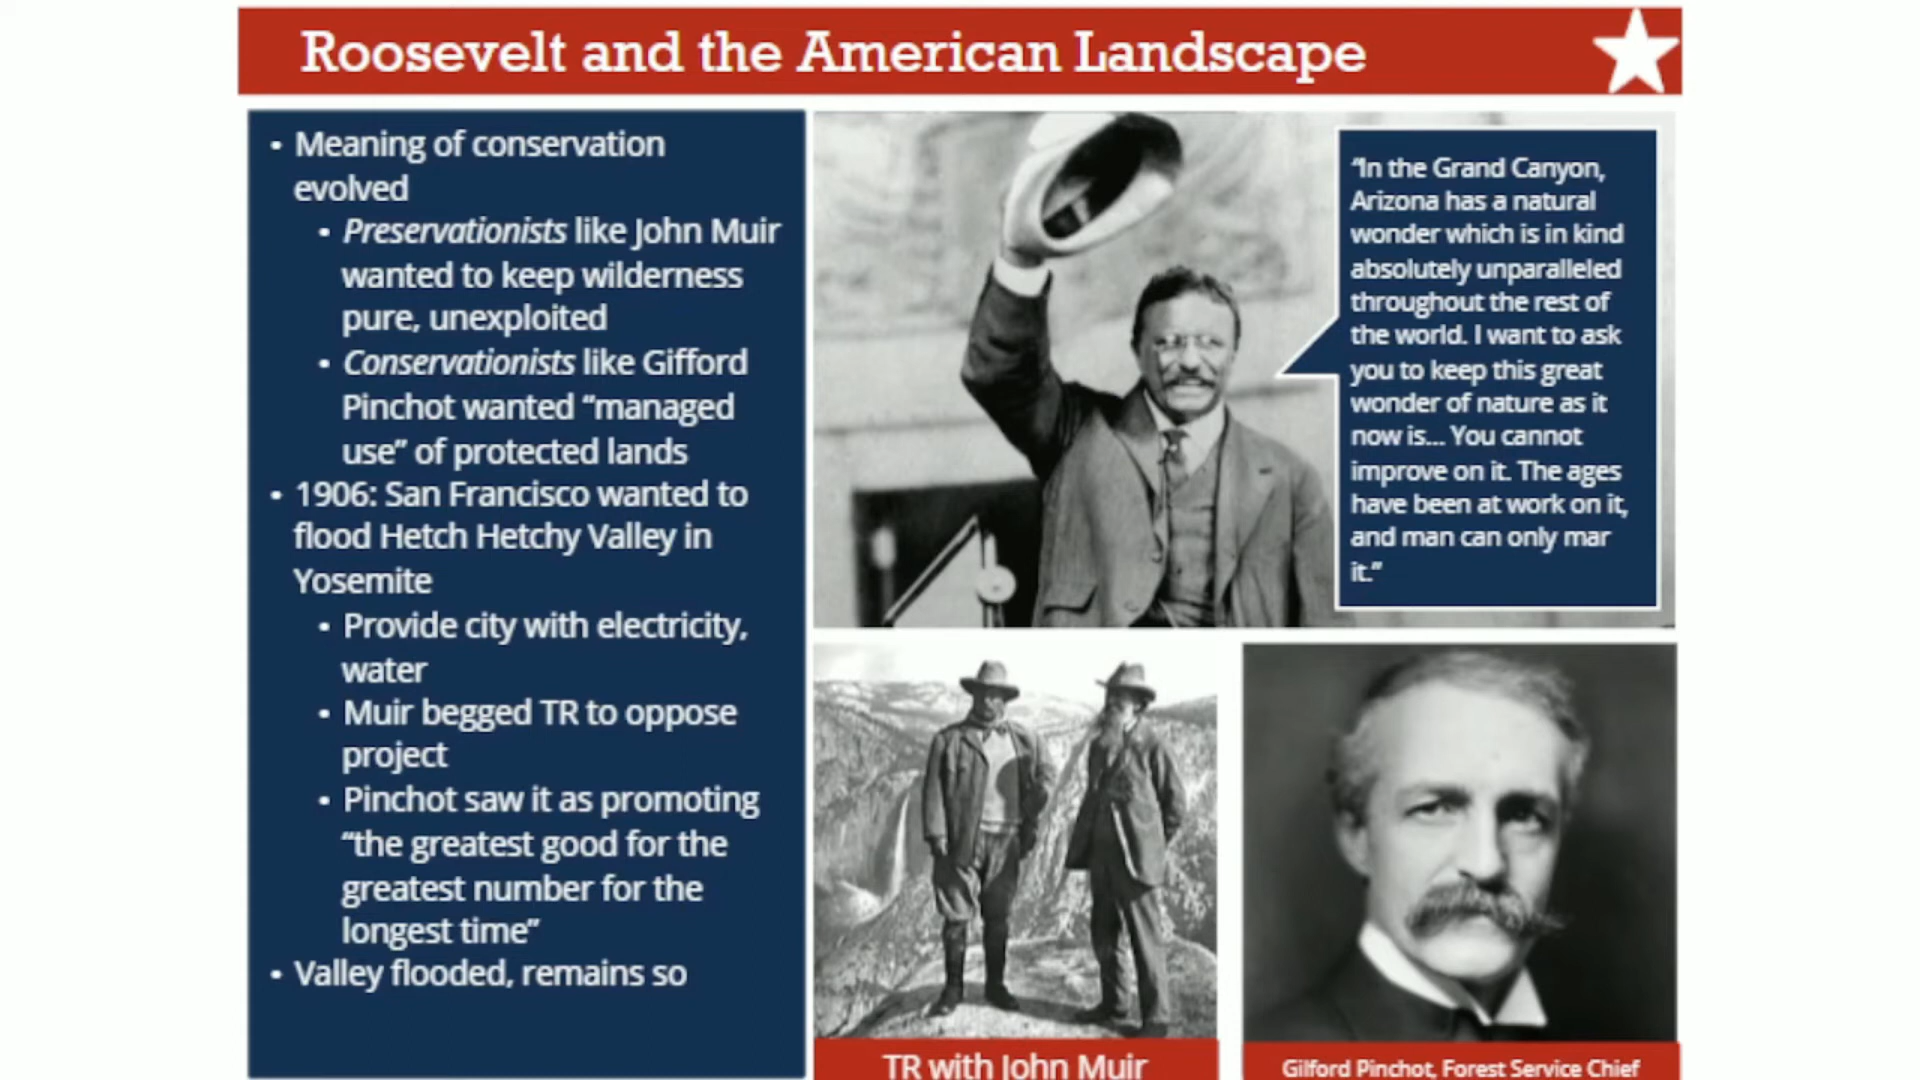 Roosevelt and the American Landscape
• Meaning of conservation
evolved
• Preservationists like John Muir
wanted to keep wilderness
pure, unexploited
• Conservationists like Gifford
Pinchot wanted “managed
use” of protected lands
• 1906: San Francisco wanted to
flood Hetch Hetchy Valley in
Yosemite
• Provide city with electricity,
water
• Muir begged TR to oppose
project
• Pinchot saw it as promoting
“the greatest good for the
greatest number for the
longest time”
• Valley flooded, remains so
“In the Grand Canyon,
Arizona has a natural
wonder which is in kind
absolutely unparalleled
throughout the rest of
the world. I want to ask
you to keep this great
wonder of nature as it
now is... You cannot
improve on it. The ages
have been at work on it,
and man can only mar
it.”
TR with John Muir
Gilford Pinchot, Forest Service Chief